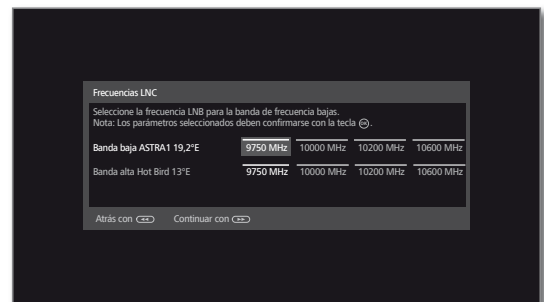 Frecuencias LNC
Seleccione la frecuencia LNB para la banda de frecuencia bajas.
Nota: Los parámetros seleccionados deben confirmarse con la tecla OK.
Banda baja ASTRA1 19,2°E 9750 MHz 10000 MHz 10200 MHz 10600 MHz
Banda alta Hot Bird 13°E 9750 MHz 10000 MHz 10200 MHz 10600 MHz
Atrás con Continuar con